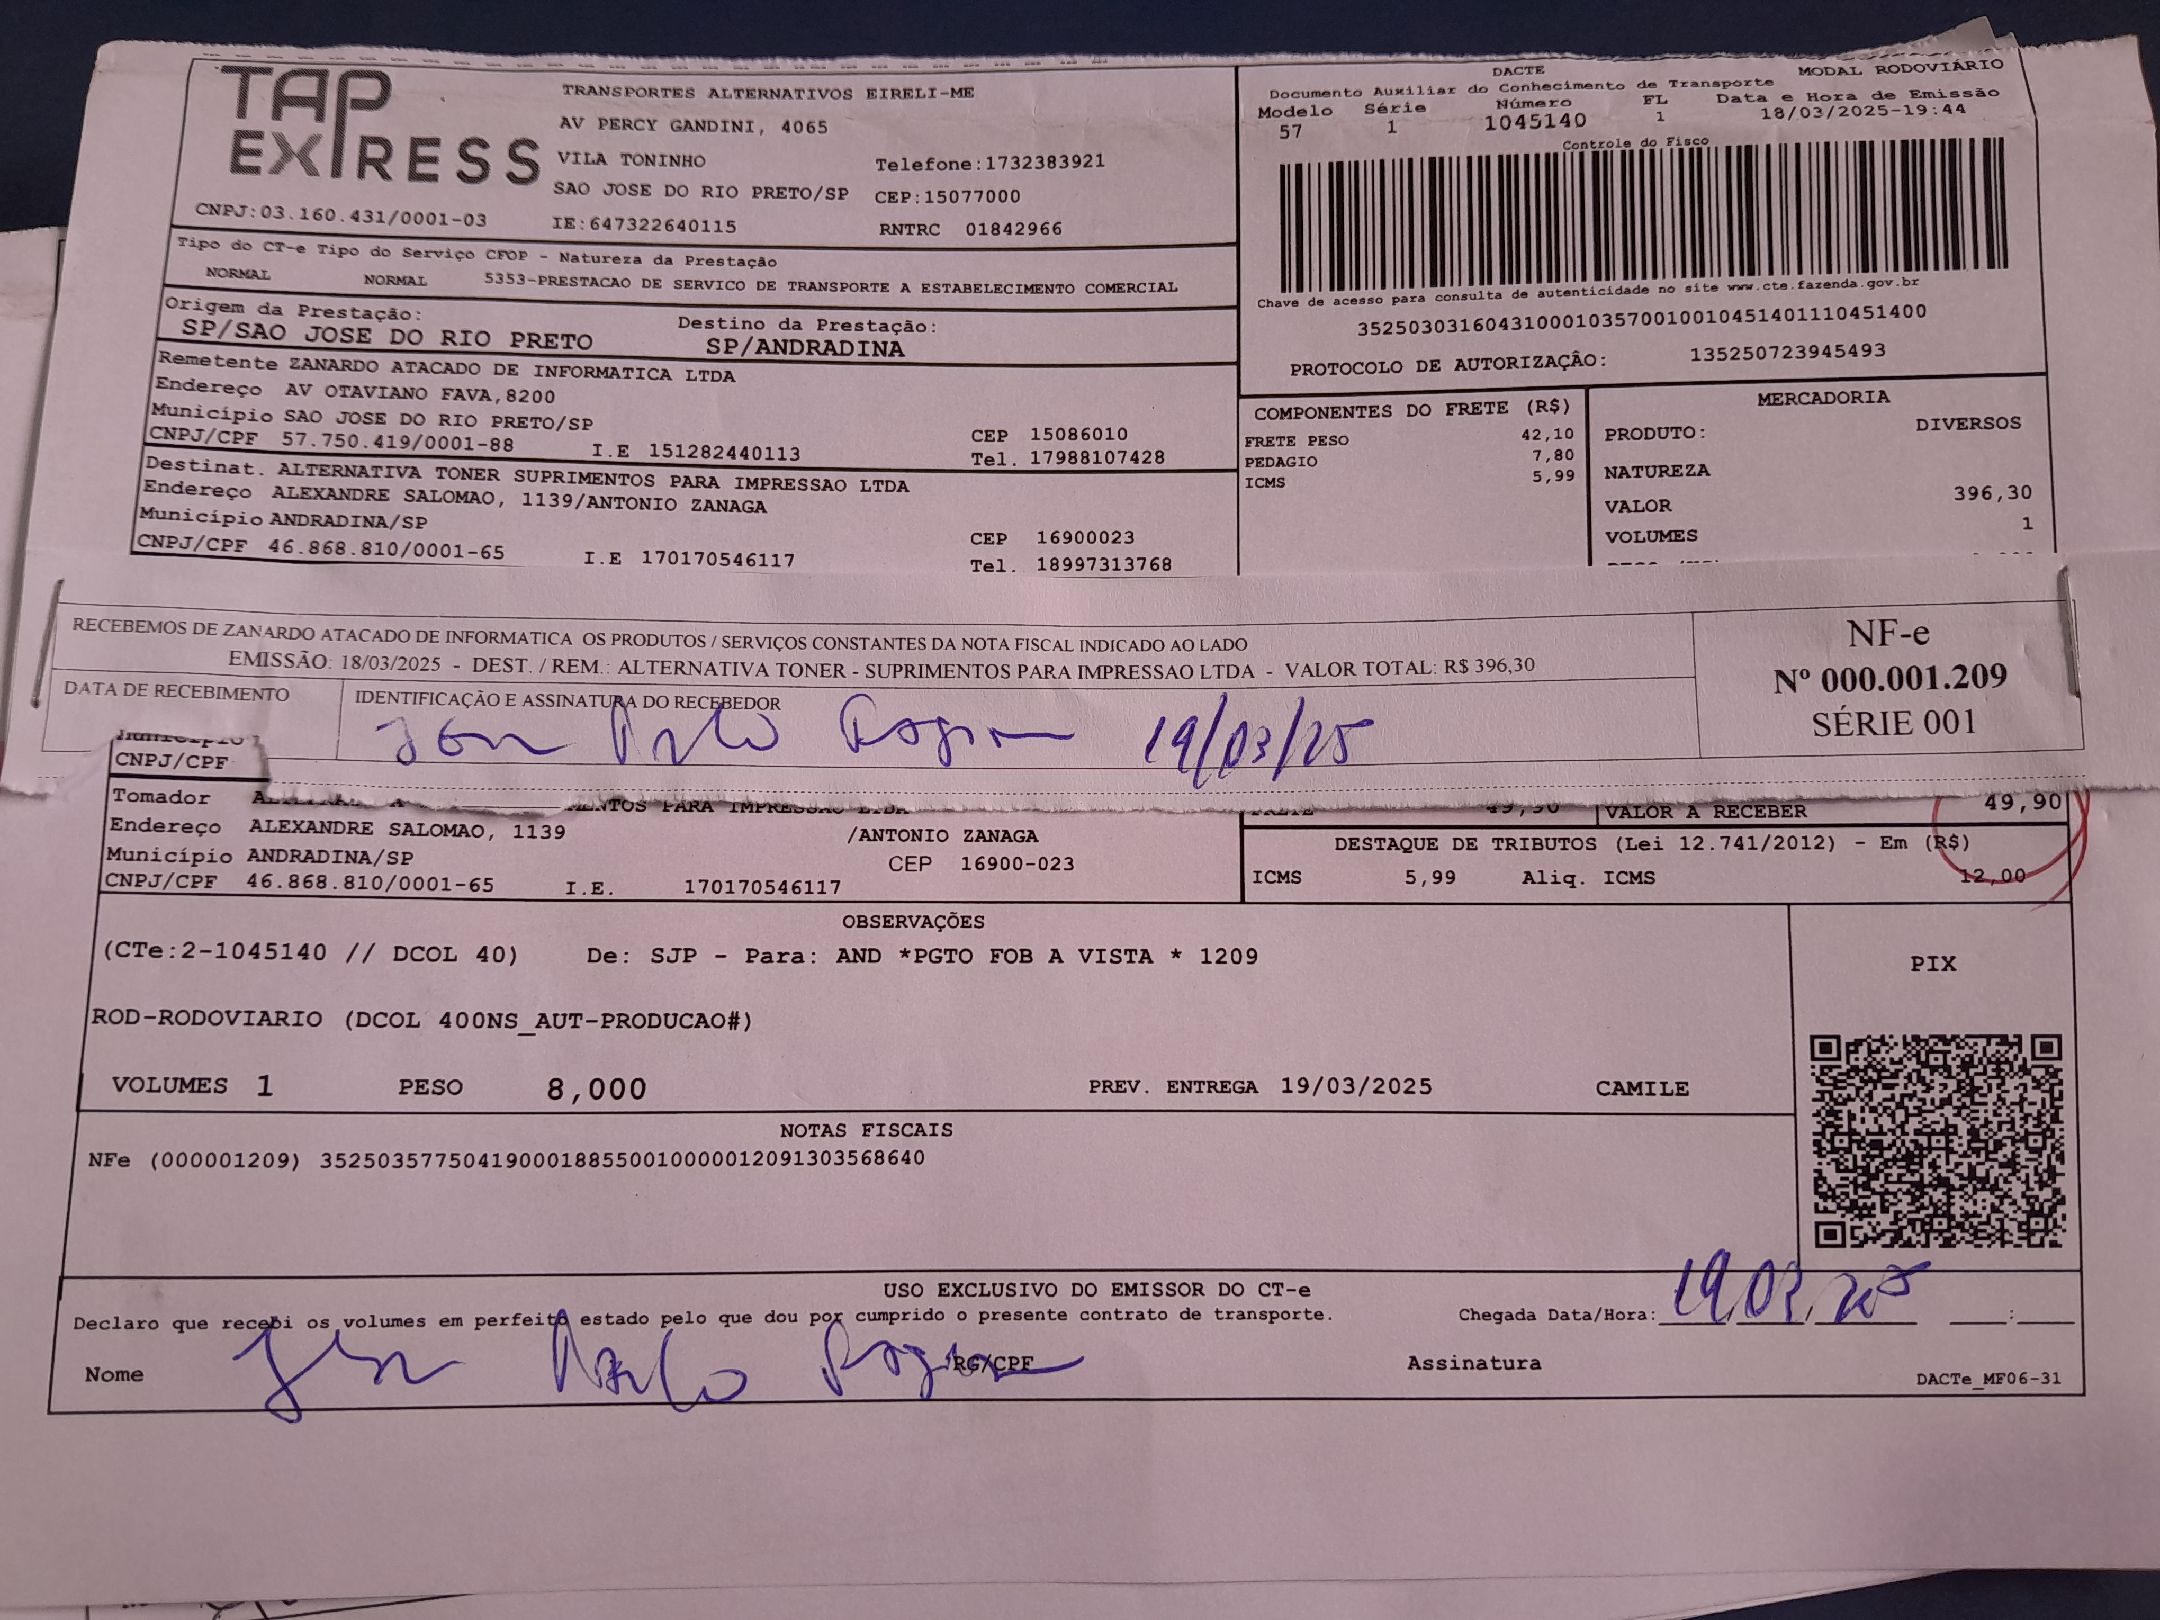 TAP EXPRESS
TRANSPORTES ALTERNATIVOS EIRELI-ME
AV PERCY GANDINI, 4065
VILA TONINHO Telefone:1732383921
SAO JOSE DO RIO PRETO/SP CEP:15077000
CNPJ:03.160.431/0001-03 IE:647322640115 RNTRC 01842966
DACTE MODAL RODOVIÁRIO
Documento Auxiliar do Conhecimento de Transporte
Modelo Série Número FL Data e Hora de Emissão
57 1 1045140 1 18/03/2025-19:44
Controle do Fisco
Chave de acesso para consulta de autenticidade no site www.cte.fazenda.gov.br
35250303160431000103570010010451401110451400
PROTOCOLO DE AUTORIZAÇÂO: 135250723945493
Tipo do CT-e Tipo do Serviço CFOP - Natureza da Prestação
NORMAL NORMAL 5353-PRESTACAO DE SERVICO DE TRANSPORTE A ESTABELECIMENTO COMERCIAL
Origem da Prestação: Destino da Prestação:
SP/SAO JOSE DO RIO PRETO SP/ANDRADINA
Remetente ZANARDO ATACADO DE INFORMATICA LTDA
Endereço AV OTAVIANO FAVA,8200
Município SAO JOSE DO RIO PRETO/SP CEP 15086010
CNPJ/CPF 57.750.419/0001-88 I.E 151282440113 Tel. 17988107428
Destinat. ALTERNATIVA TONER SUPRIMENTOS PARA IMPRESSAO LTDA
Endereço ALEXANDRE SALOMAO, 1139/ANTONIO ZANAGA
Município ANDRADINA/SP CEP 16900023
CNPJ/CPF 46.868.810/0001-65 I.E 170170546117 Tel. 18997313768
COMPONENTES DO FRETE (R$)
FRETE PESO 42,10
PEDAGIO 7,80
ICMS 5,99
MERCADORIA
PRODUTO: DIVERSOS
NATUREZA
VALOR 396,30
VOLUMES 1
RECEBEMOS DE ZANARDO ATACADO DE INFORMATICA OS PRODUTOS / SERVIÇOS CONSTANTES DA NOTA FISCAL INDICADO AO LADO
EMISSÃO: 18/03/2025 - DEST. / REM.: ALTERNATIVA TONER - SUPRIMENTOS PARA IMPRESSAO LTDA - VALOR TOTAL: R$ 396,30
DATA DE RECEBIMENTO IDENTIFICAÇÃO E ASSINATURA DO RECEBEDOR
19/03/25
NF-e
Nº 000.001.209
SÉRIE 001
Município
CNPJ/CPF
Tomador PARA IMPRESSAO LTDA
Endereço ALEXANDRE SALOMAO, 1139 /ANTONIO ZANAGA
Município ANDRADINA/SP CEP 16900-023
CNPJ/CPF 46.868.810/0001-65 I.E. 170170546117
FRETE 49,90 VALOR A RECEBER 49,90
DESTAQUE DE TRIBUTOS (Lei 12.741/2012) - Em (R$)
ICMS 5,99 Aliq. ICMS 12,00
OBSERVAÇÕES
(CTe:2-1045140 // DCOL 40) De: SJP - Para: AND *PGTO FOB A VISTA * 1209
ROD-RODOVIARIO (DCOL 400NS_AUT-PRODUCAO#)
VOLUMES 1 PESO 8,000 PREV. ENTREGA 19/03/2025 CAMILE
PIX
NOTAS FISCAIS
NFe (000001209) 35250357750419000188550010000012091303568640
USO EXCLUSIVO DO EMISSOR DO CT-e
Declaro que recebi os volumes em perfeito estado pelo que dou por cumprido o presente contrato de transporte. Chegada Data/Hora: 19 03 25 :
Nome RG/CPF Assinatura
DACTe_MF06-31